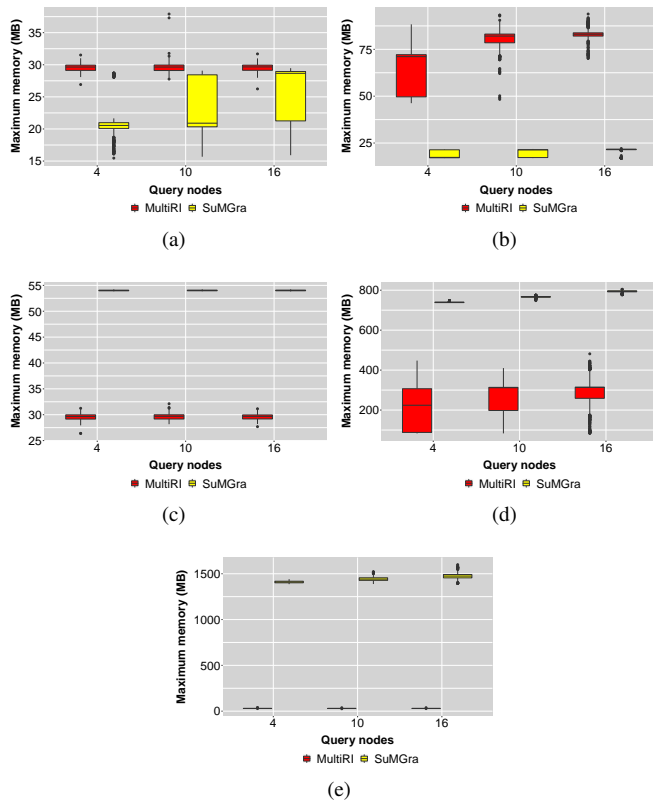 Maximum memory (MB)
40
35
30
25
20
15
4 10 16
Query nodes
MultiRI SuMGra
(a)
Maximum memory (MB)
75
50
25
4 10 16
Query nodes
MultiRI SuMGra
(b)
Maximum memory (MB)
55
50
45
40
35
30
25
4 10 16
Query nodes
MultiRI SuMGra
(c)
Maximum memory (MB)
800
600
400
200
4 10 16
Query nodes
MultiRI SuMGra
(d)
Maximum memory (MB)
1500
1000
500
0
4 10 16
Query nodes
MultiRI SuMGra
(e)